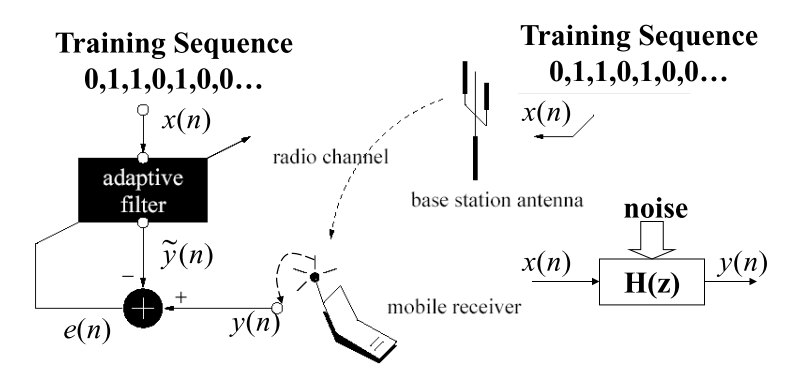 Training Sequence
0,1,1,0,1,0,0…
x(n)
adaptive
filter
ỹ(n)
−
+
+
e(n)
y(n)
radio channel
mobile receiver
Training Sequence
0,1,1,0,1,0,0…
x(n)
base station antenna
noise
x(n)
H(z)
y(n)